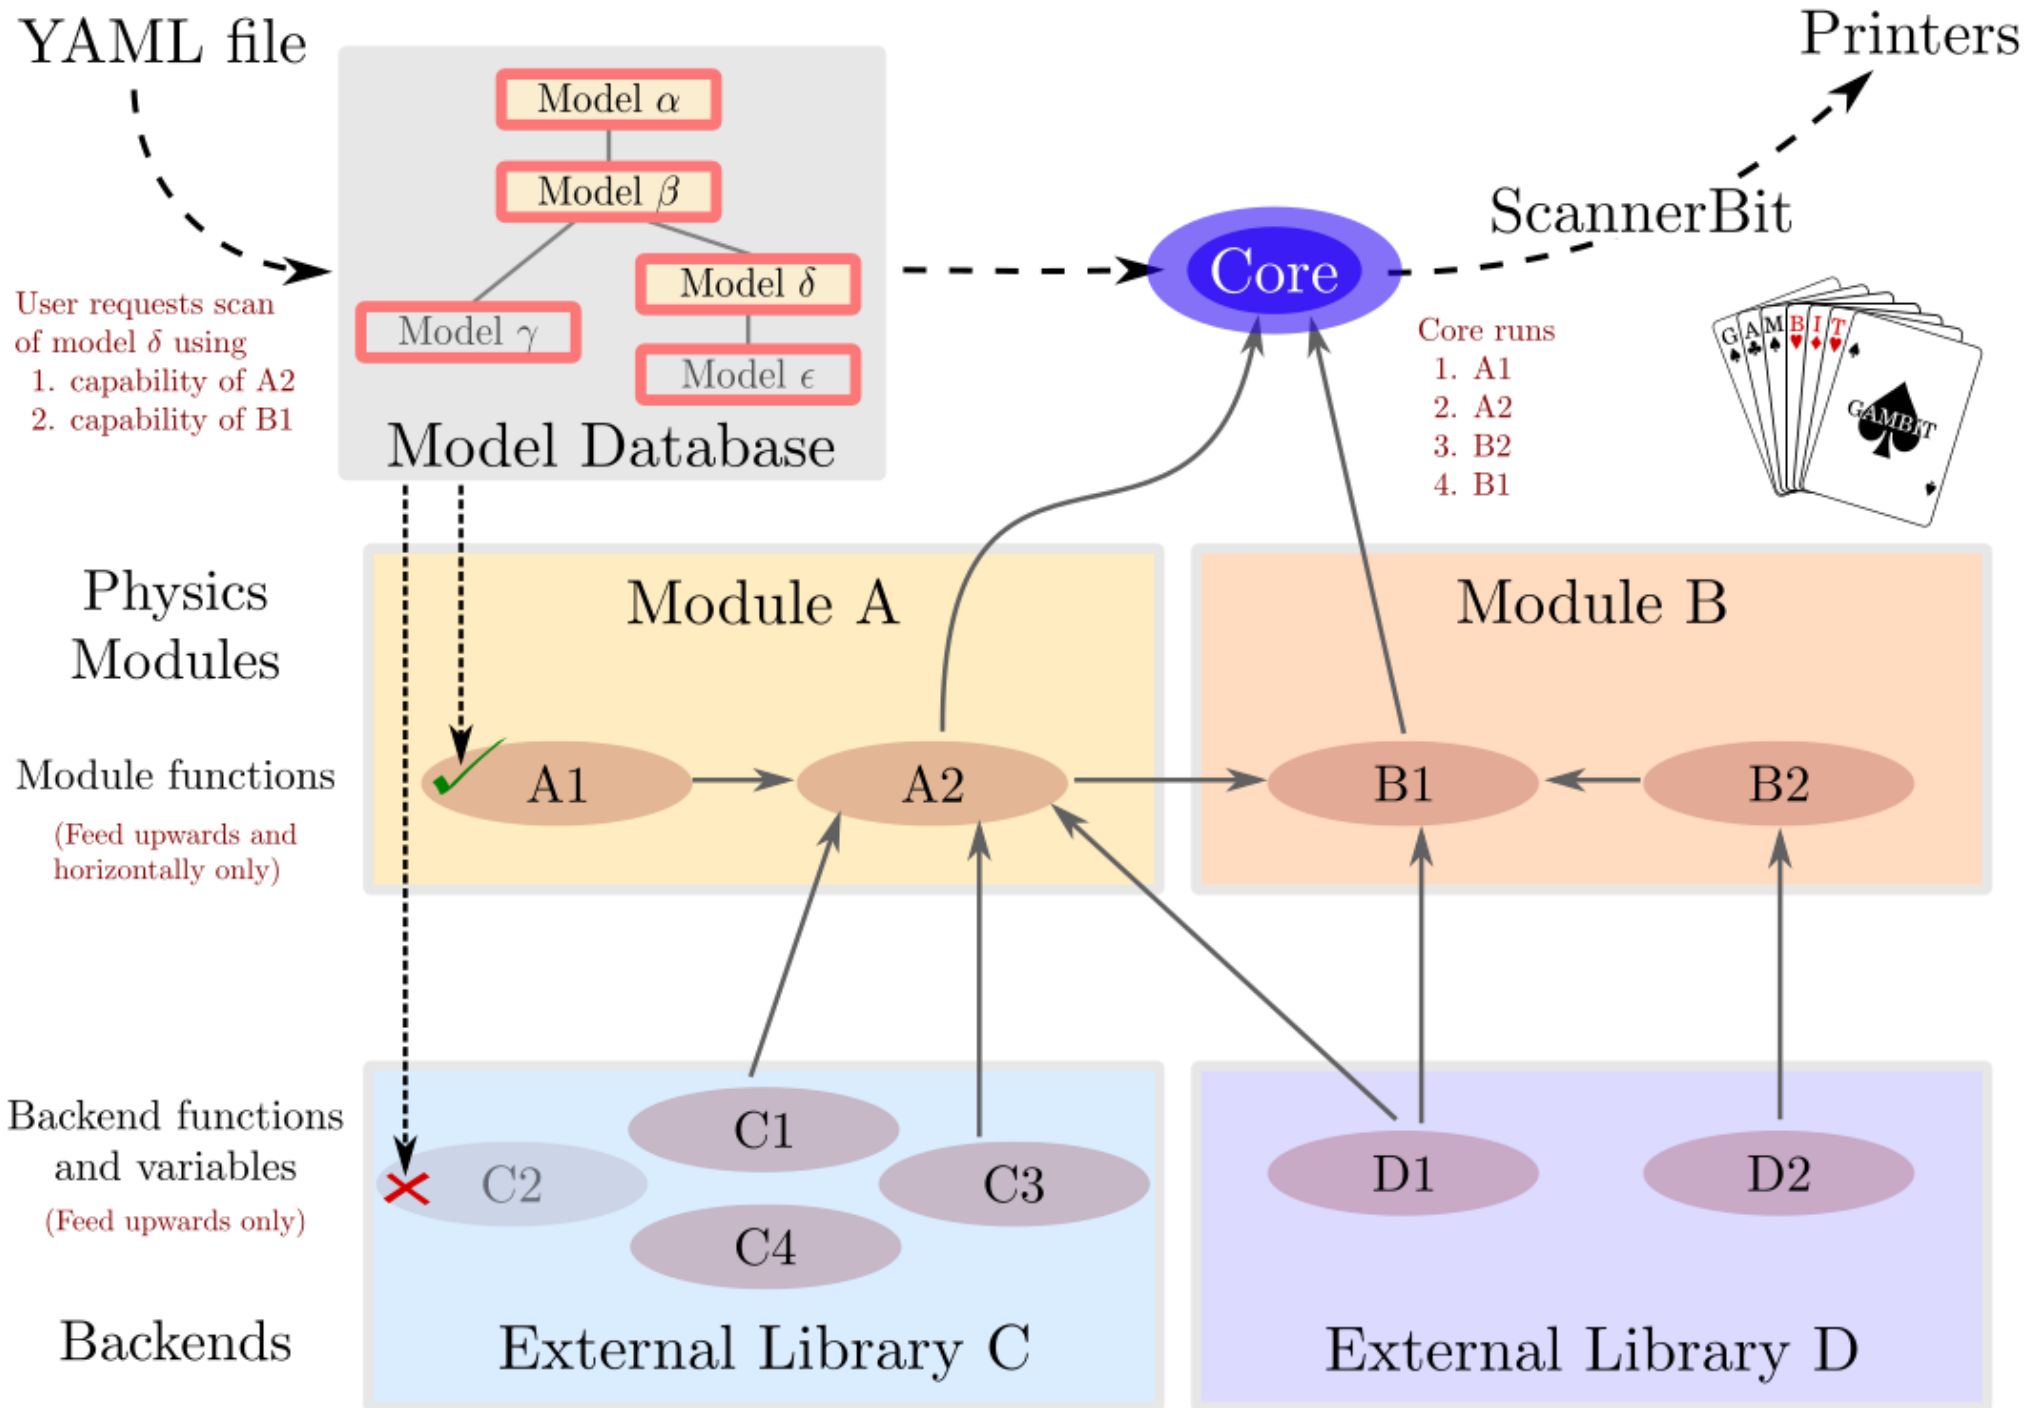 YAML file
Printers
Model α
Model β
Model δ
Model γ
Model ϵ
Model Database
Core
ScannerBit
User requests scan
of model δ using
1. capability of A2
2. capability of B1
Core runs
1. A1
2. A2
3. B2
4. B1
G A M B I T
GAMBIT
Physics
Modules
Module A
Module B
Module functions
(Feed upwards and
horizontally only)
A1
A2
B1
B2
Backend functions
and variables
(Feed upwards only)
C1
C2
C3
C4
D1
D2
Backends
External Library C
External Library D